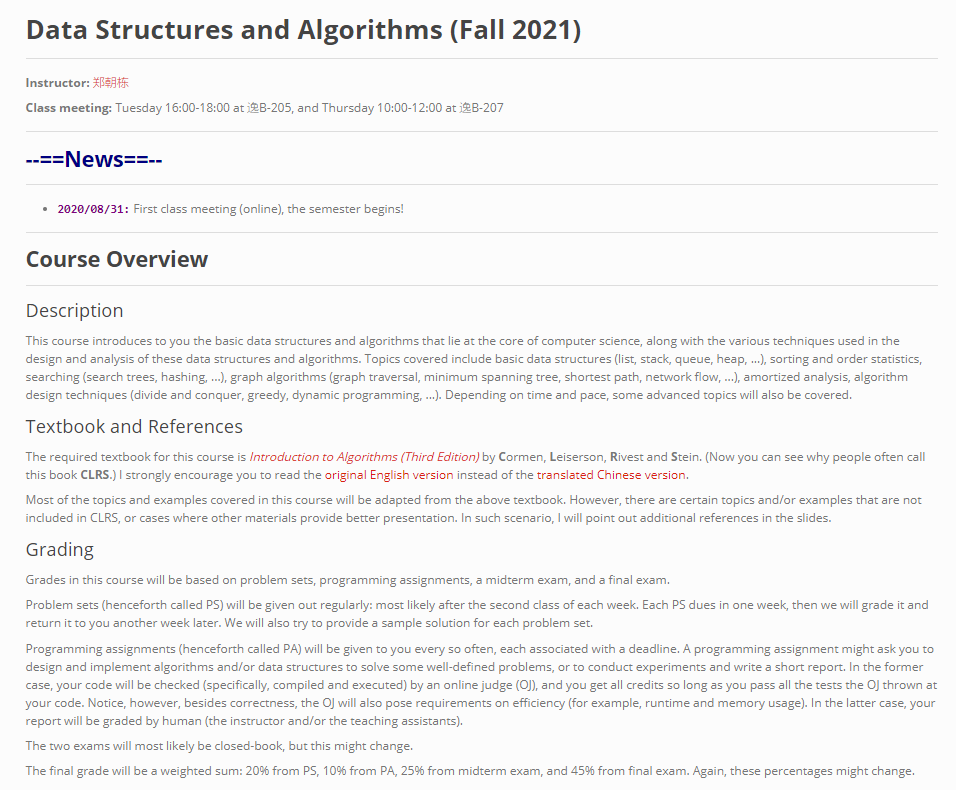 Data Structures and Algorithms (Fall 2021)
Instructor: 郑朝栋
Class meeting: Tuesday 16:00-18:00 at 逸B-205, and Thursday 10:00-12:00 at 逸B-207
--==News==--
• 2020/08/31: First class meeting (online), the semester begins!
Course Overview
Description
This course introduces to you the basic data structures and algorithms that lie at the core of computer science, along with the various techniques used in the
design and analysis of these data structures and algorithms. Topics covered include basic data structures (list, stack, queue, heap, ...), sorting and order statistics,
searching (search trees, hashing, ...), graph algorithms (graph traversal, minimum spanning tree, shortest path, network flow, ...), amortized analysis, algorithm
design techniques (divide and conquer, greedy, dynamic programming, ...). Depending on time and pace, some advanced topics will also be covered.
Textbook and References
The required textbook for this course is Introduction to Algorithms (Third Edition) by Cormen, Leiserson, Rivest and Stein. (Now you can see why people often call
this book CLRS.) I strongly encourage you to read the original English version instead of the translated Chinese version.
Most of the topics and examples covered in this course will be adapted from the above textbook. However, there are certain topics and/or examples that are not
included in CLRS, or cases where other materials provide better presentation. In such scenario, I will point out additional references in the slides.
Grading
Grades in this course will be based on problem sets, programming assignments, a midterm exam, and a final exam.
Problem sets (henceforth called PS) will be given out regularly: most likely after the second class of each week. Each PS dues in one week, then we will grade it and
return it to you another week later. We will also try to provide a sample solution for each problem set.
Programming assignments (henceforth called PA) will be given to you every so often, each associated with a deadline. A programming assignment might ask you to
design and implement algorithms and/or data structures to solve some well-defined problems, or to conduct experiments and write a short report. In the former
case, your code will be checked (specifically, compiled and executed) by an online judge (OJ), and you get all credits so long as you pass all the tests the OJ thrown at
your code. Notice, however, besides correctness, the OJ will also pose requirements on efficiency (for example, runtime and memory usage). In the latter case, your
report will be graded by human (the instructor and/or the teaching assistants).
The two exams will most likely be closed-book, but this might change.
The final grade will be a weighted sum: 20% from PS, 10% from PA, 25% from midterm exam, and 45% from final exam. Again, these percentages might change.